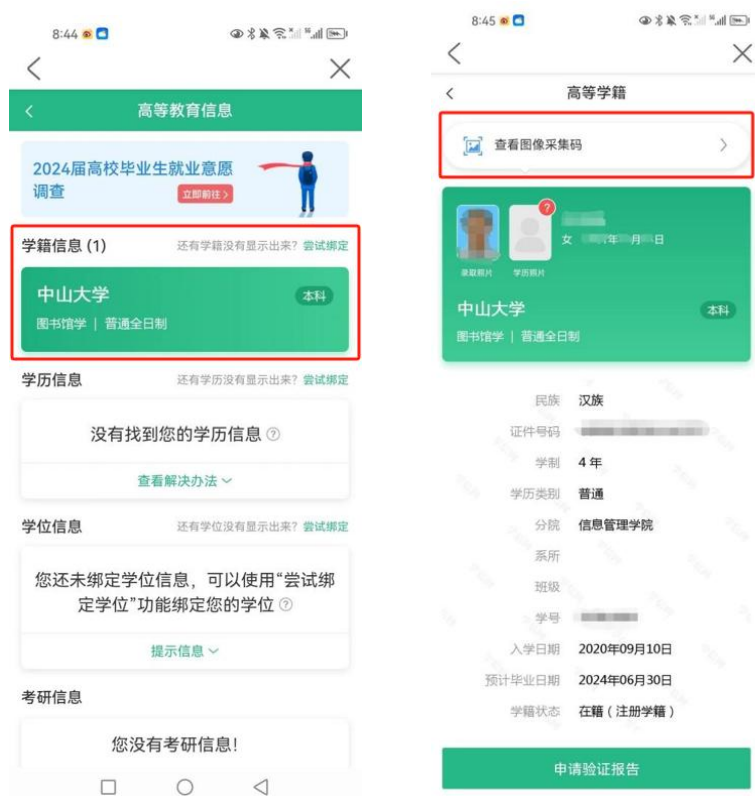 8:44
高等教育信息
2024届高校毕业生就业意愿
调查
立即前往>
学籍信息 (1)
还有学籍没有显示出来? 尝试绑定
中山大学
本科
图书馆学 | 普通全日制
学历信息
还有学历没有显示出来? 尝试绑定
没有找到您的学历信息
查看解决办法
学位信息
还有学位没有显示出来? 尝试绑定
您还未绑定学位信息，可以使用“尝试绑
定学位”功能绑定您的学位
提示信息
考研信息
您没有考研信息!
8:45
高等学籍
查看图像采集码
女 年 月 日
录取照片 学历照片
中山大学
本科
图书馆学 | 普通全日制
民族 汉族
证件号码
学制 4 年
学历类别 普通
分院 信息管理学院
系所
班级
学号
入学日期 2020年09月10日
预计毕业日期 2024年06月30日
学籍状态 在籍（注册学籍）
申请验证报告